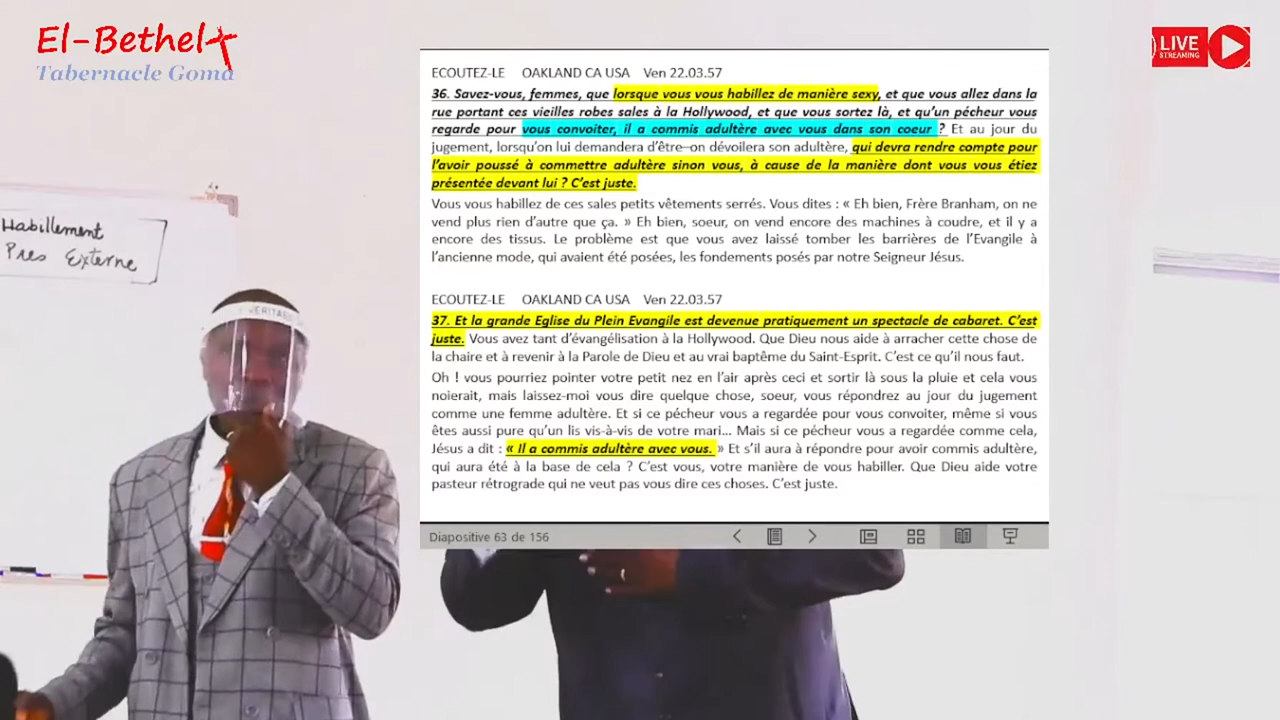 El-Bethel
Tabernacle Goma
LIVE
STREAMING
ECOUTEZ-LE OAKLAND CA USA Ven 22.03.57
36. Savez-vous, femmes, que lorsque vous vous habillez de manière sexy, et que vous allez dans la
rue portant ces vieilles robes sales à la Hollywood, et que vous sortez là, et qu'un pécheur vous
regarde pour vous convoiter, il a commis adultère avec vous dans son coeur ? Et au jour du
jugement, lorsqu'on lui demandera d'être–on dévoilera son adultère, qui devra rendre compte pour
l'avoir poussé à commettre adultère sinon vous, à cause de la manière dont vous vous étiez
présentée devant lui ? C'est juste.
Vous vous habillez de ces sales petits vêtements serrés. Vous dites : « Eh bien, Frère Branham, on ne
vend plus rien d'autre que ça. » Eh bien, soeur, on vend encore des machines à coudre, et il y a
encore des tissus. Le problème est que vous avez laissé tomber les barrières de l'Evangile à
l'ancienne mode, qui avaient été posées, les fondements posés par notre Seigneur Jésus.
ECOUTEZ-LE OAKLAND CA USA Ven 22.03.57
37. Et la grande Eglise du Plein Evangile est devenue pratiquement un spectacle de cabaret. C'est
juste. Vous avez tant d'évangélisation à la Hollywood. Que Dieu nous aide à arracher cette chose de
la chaire et à revenir à la Parole de Dieu et au vrai baptême du Saint-Esprit. C'est ce qu'il nous faut.
Oh ! vous pourriez pointer votre petit nez en l'air après ceci et sortir là sous la pluie et cela vous
noierait, mais laissez-moi vous dire quelque chose, soeur, vous répondrez au jour du jugement
comme une femme adultère. Et si ce pécheur vous a regardée pour vous convoiter, même si vous
êtes aussi pure qu'un lis vis-à-vis de votre mari... Mais si ce pécheur vous a regardée comme cela,
Jésus a dit : « Il a commis adultère avec vous. » Et s'il aura à répondre pour avoir commis adultère,
qui aura été à la base de cela ? C'est vous, votre manière de vous habiller. Que Dieu aide votre
pasteur rétrograde qui ne veut pas vous dire ces choses. C'est juste.
Diapositive 63 de 156
Habillement
Pres Externe